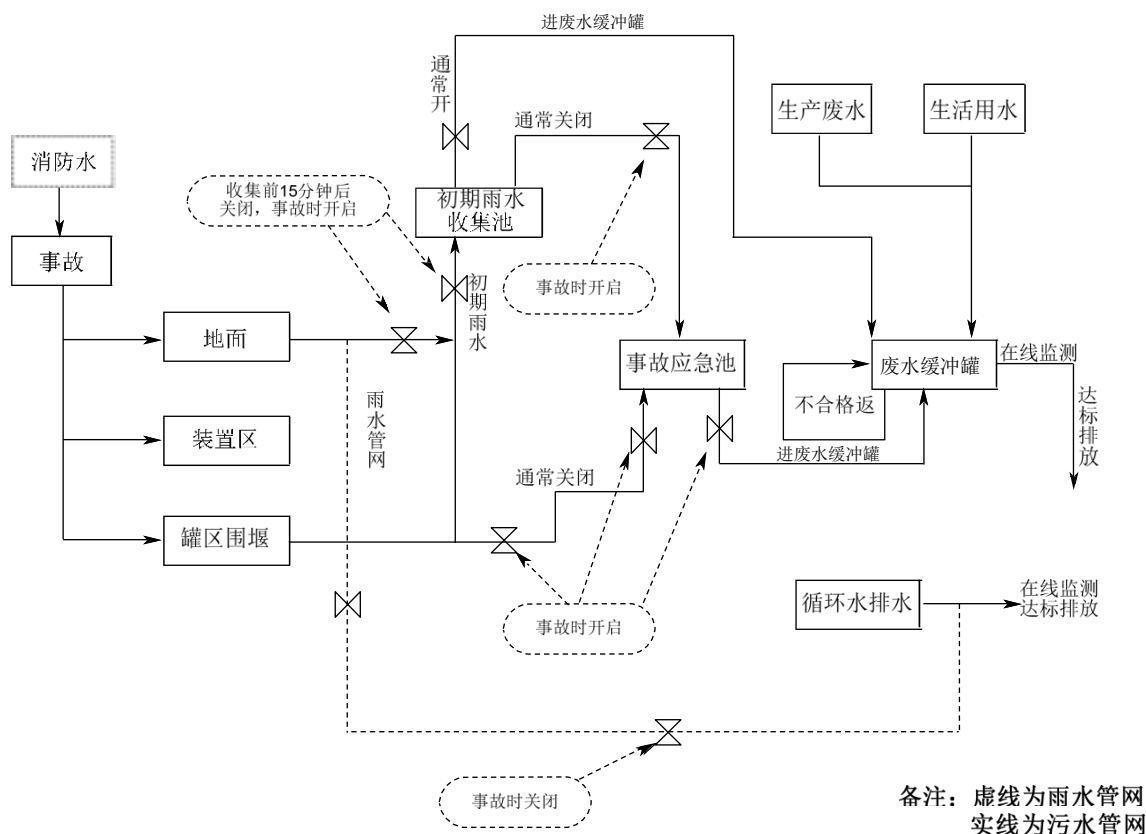 进废水缓冲罐
通常开
通常关闭
生产废水
生活用水
消防水
收集前15分钟后
关闭，事故时开启
初期雨水
收集池
事故
事故时开启
初期雨水
地面
事故应急池
废水缓冲罐
在线监测
不合格返
达标排放
雨水管网
装置区
进废水缓冲罐
通常关闭
罐区围堰
循环水排水
在线监测
达标排放
事故时开启
事故时关闭
备注：虚线为雨水管网
实线为污水管网